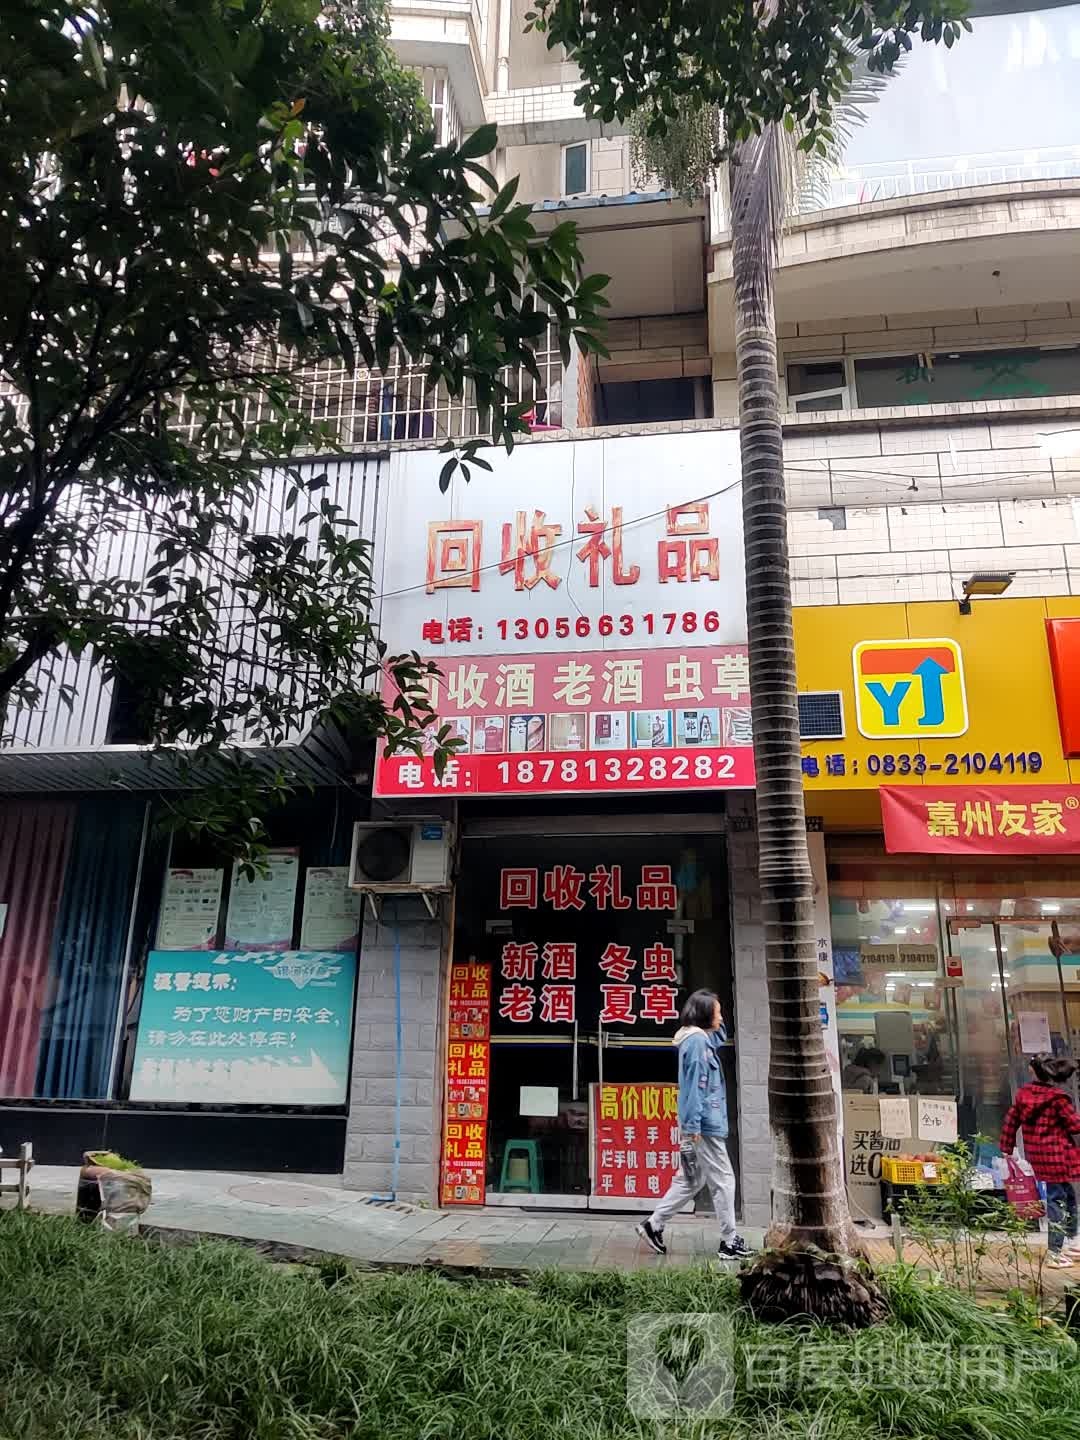 回收礼品
电话：13056631786
回收酒 老酒 虫草
电话：18781328282
YJ
电话：0833-2104119
嘉州友家®
回收礼品
新酒 冬虫
老酒 夏草
回收
礼品
回收
礼品
回收
礼品
高价收购
二手手机
烂手机 破手机
平板电
温馨提示：
为了您财产的安全，
请勿在此处停车！
2104119 2104119
买酱油
选0
百度地图用户